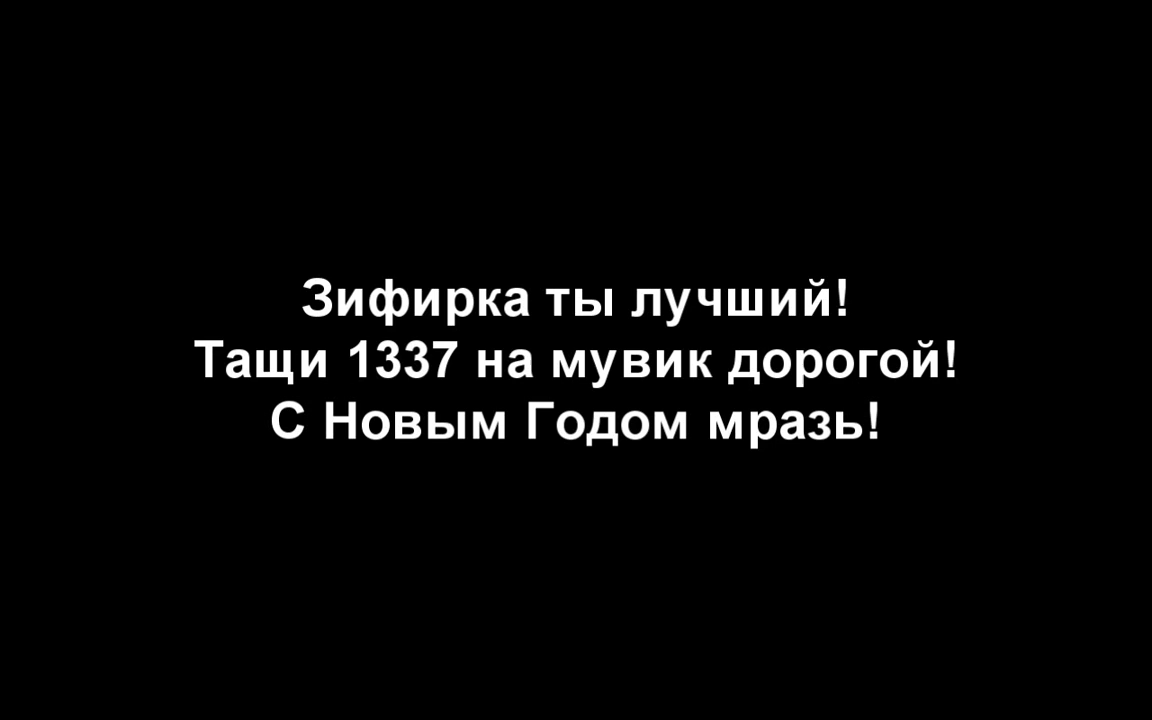 Зифирка ты лучший!
Тащи 1337 на мувик дорогой!
С Новым Годом мразь!